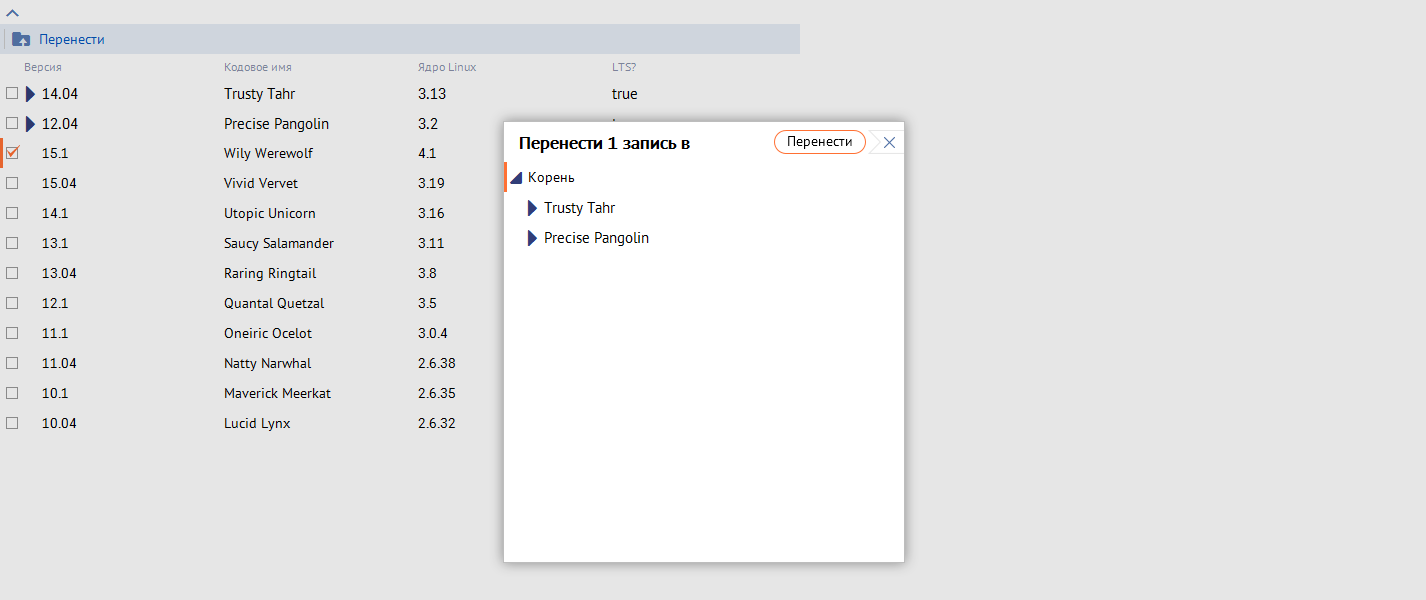 Перенести
Версия Кодовое имя Ядро Linux LTS?
14.04 Trusty Tahr 3.13 true
12.04 Precise Pangolin 3.2
15.1 Wily Werewolf 4.1
15.04 Vivid Vervet 3.19
14.1 Utopic Unicorn 3.16
13.1 Saucy Salamander 3.11
13.04 Raring Ringtail 3.8
12.1 Quantal Quetzal 3.5
11.1 Oneiric Ocelot 3.0.4
11.04 Natty Narwhal 2.6.38
10.1 Maverick Meerkat 2.6.35
10.04 Lucid Lynx 2.6.32
Перенести 1 запись в Перенести
Корень
Trusty Tahr
Precise Pangolin